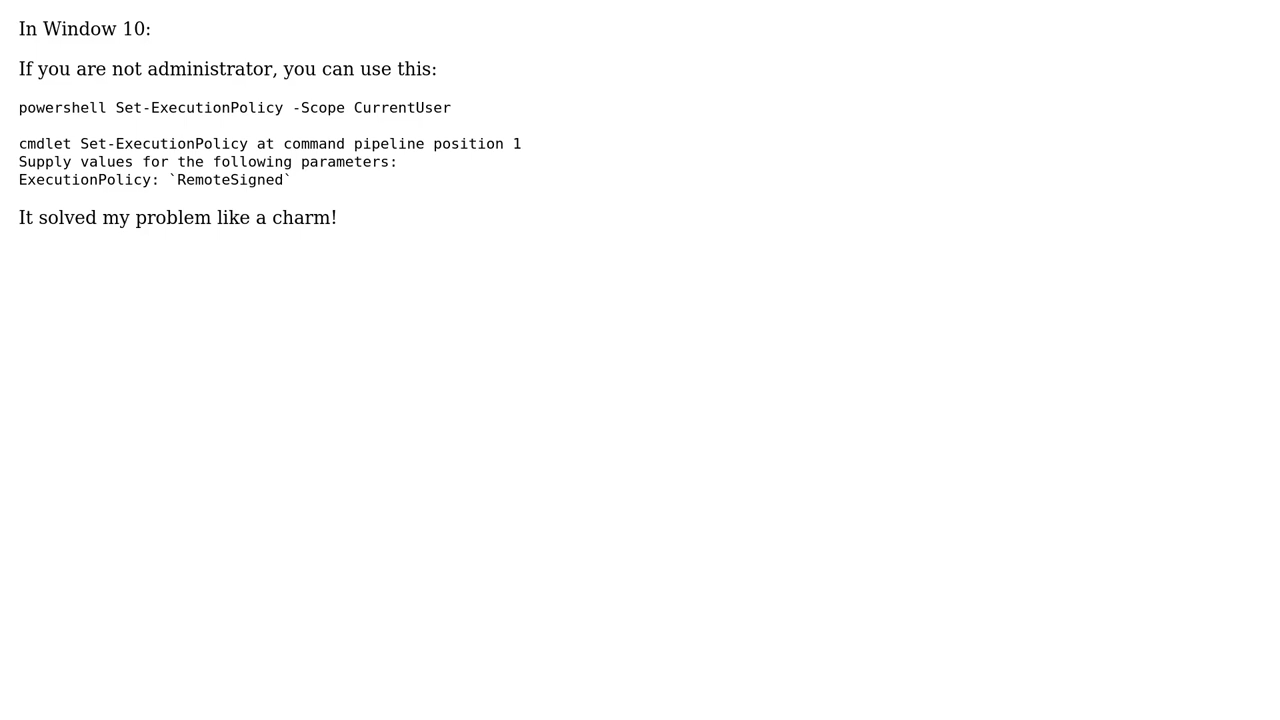 In Window 10:
If you are not administrator, you can use this:
powershell Set-ExecutionPolicy -Scope CurrentUser
cmdlet Set-ExecutionPolicy at command pipeline position 1
Supply values for the following parameters:
ExecutionPolicy: `RemoteSigned`
It solved my problem like a charm!